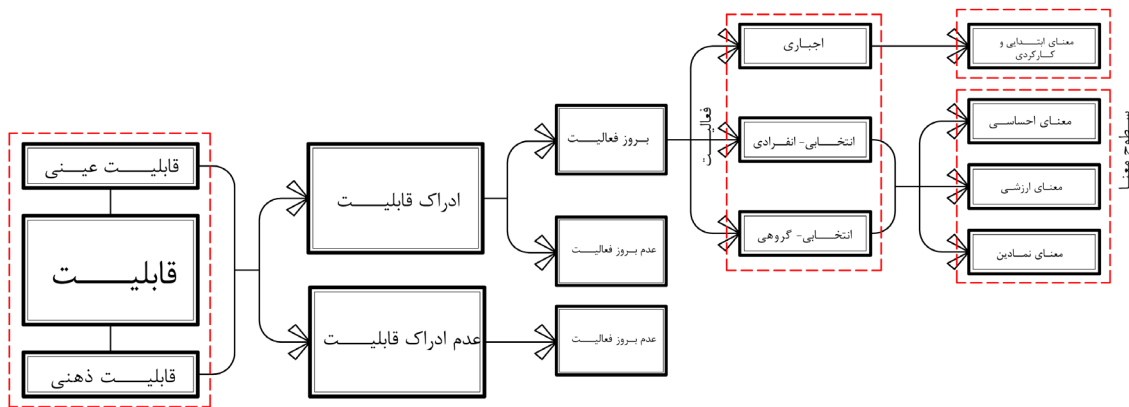 قابلیت عینی
قابلیت
قابلیت ذهنی
ادراک قابلیت
عدم ادراک قابلیت
بروز فعالیت
عدم بروز فعالیت
عدم بروز فعالیت
فعالیت
اجباری
انتخابی- انفرادی
انتخابی- گروهی
معنای ابتدایی و
کارکردی
معنای احساسی
معنای ارزشی
معنای نمادین
سطوح معنا